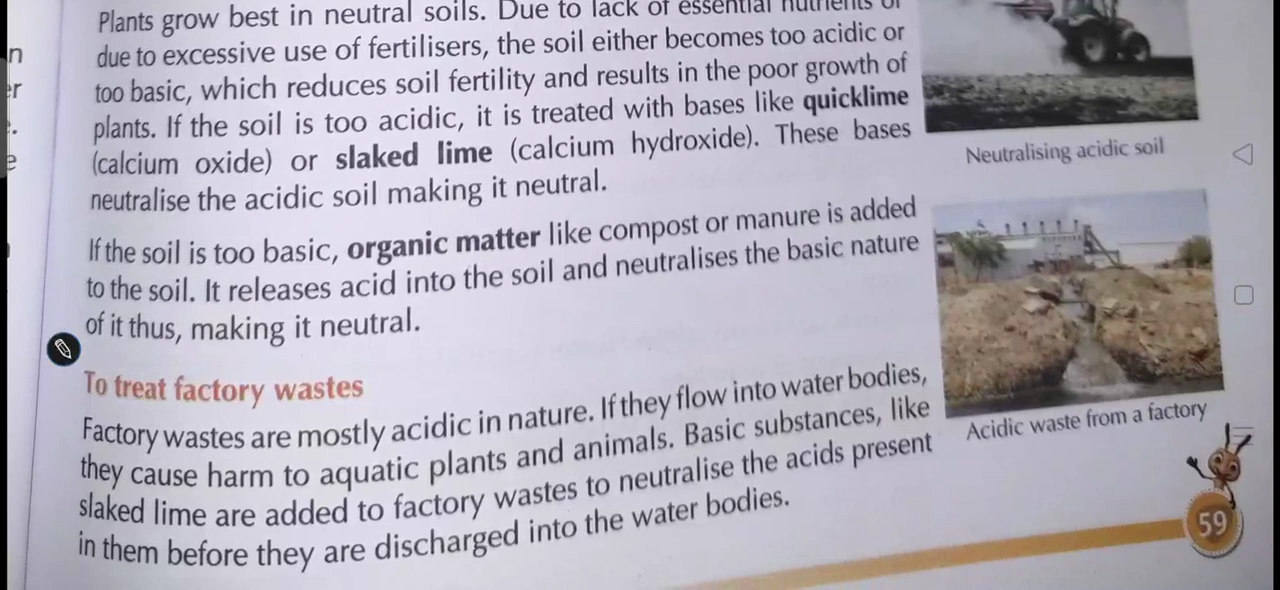 Plants grow best in neutral soils. Due to lack of essential nutrients or
due to excessive use of fertilisers, the soil either becomes too acidic or
too basic, which reduces soil fertility and results in the poor growth of
plants. If the soil is too acidic, it is treated with bases like quicklime
(calcium oxide) or slaked lime (calcium hydroxide). These bases
neutralise the acidic soil making it neutral.
Neutralising acidic soil
If the soil is too basic, organic matter like compost or manure is added
to the soil. It releases acid into the soil and neutralises the basic nature
of it thus, making it neutral.
To treat factory wastes
Factory wastes are mostly acidic in nature. If they flow into water bodies,
they cause harm to aquatic plants and animals. Basic substances, like
slaked lime are added to factory wastes to neutralise the acids present
in them before they are discharged into the water bodies.
Acidic waste from a factory
59